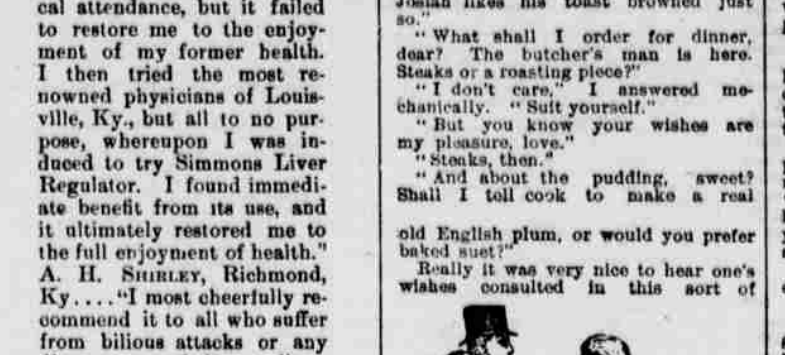 cal attendance, but it failed
to restore me to the enjoy-
ment of my former health.
I then tried the most re-
nowned physicians of Louis-
ville, Ky., but all to no pur-
pose, whereupon I was in-
duced to try Simmons Liver
Regulator. I found immedi-
ate benefit from its use, and
it ultimately restored me to
the full enjoyment of health."
A. H. SHIRLEY, Richmond,
Ky...."I most cheerfully re-
commend it to all who suffer
from bilious attacks or any
Josiah likes his toast browned just
so."
"What shall I order for dinner,
dear? The butcher's man is here.
Steaks or a roasting piece?"
"I don't care," I answered me-
chanically. "Suit yourself."
"But you know your wishes are
my pleasure, love."
"Steaks, then."
"And about the pudding, sweet?
Shall I tell cook to make a real
old English plum, or would you prefer
baked suet?"
Really it was very nice to hear one's
wishes consulted in this sort of